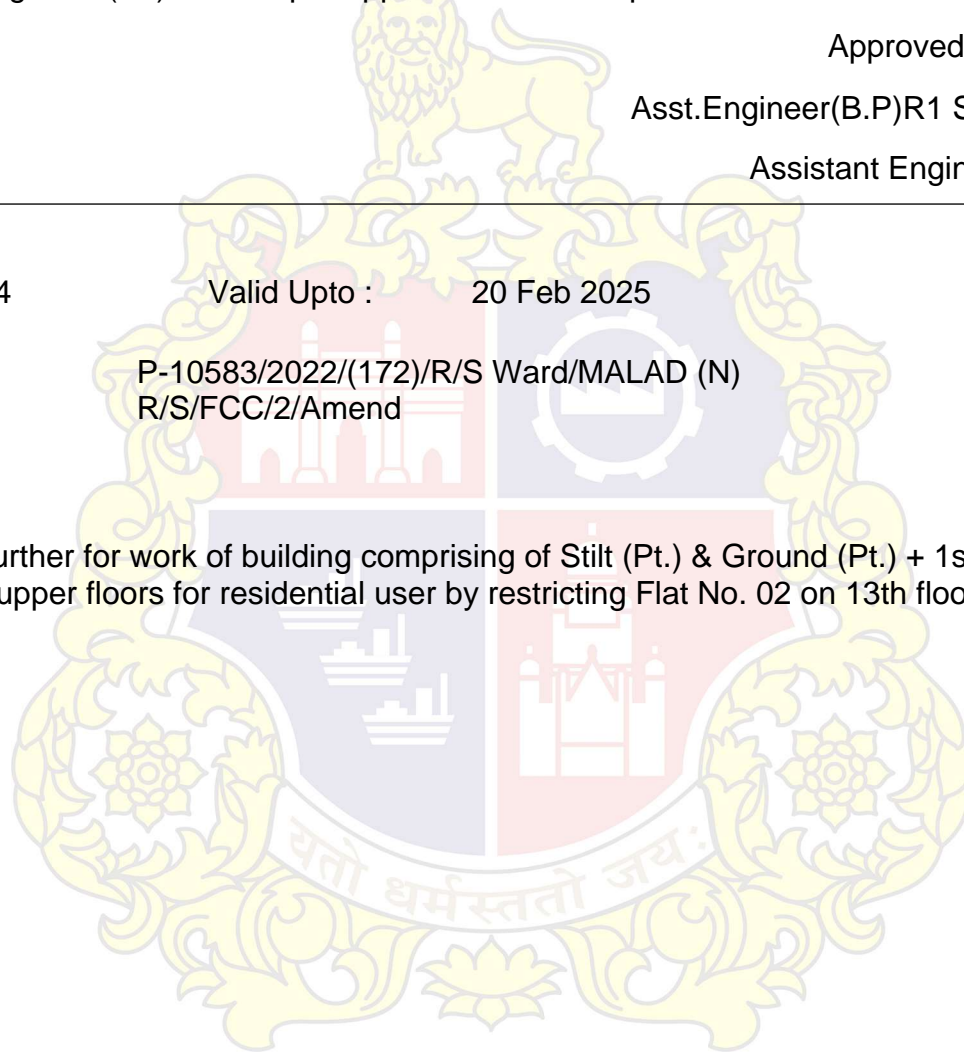 Approved
Asst.Engineer(B.P)R1 S
Assistant Engin
4 Valid Upto : 20 Feb 2025
P-10583/2022/(172)/R/S Ward/MALAD (N)
R/S/FCC/2/Amend
urther for work of building comprising of Stilt (Pt.) & Ground (Pt.) + 1s
upper floors for residential user by restricting Flat No. 02 on 13th floo
यतो धर्मस्ततो जय: